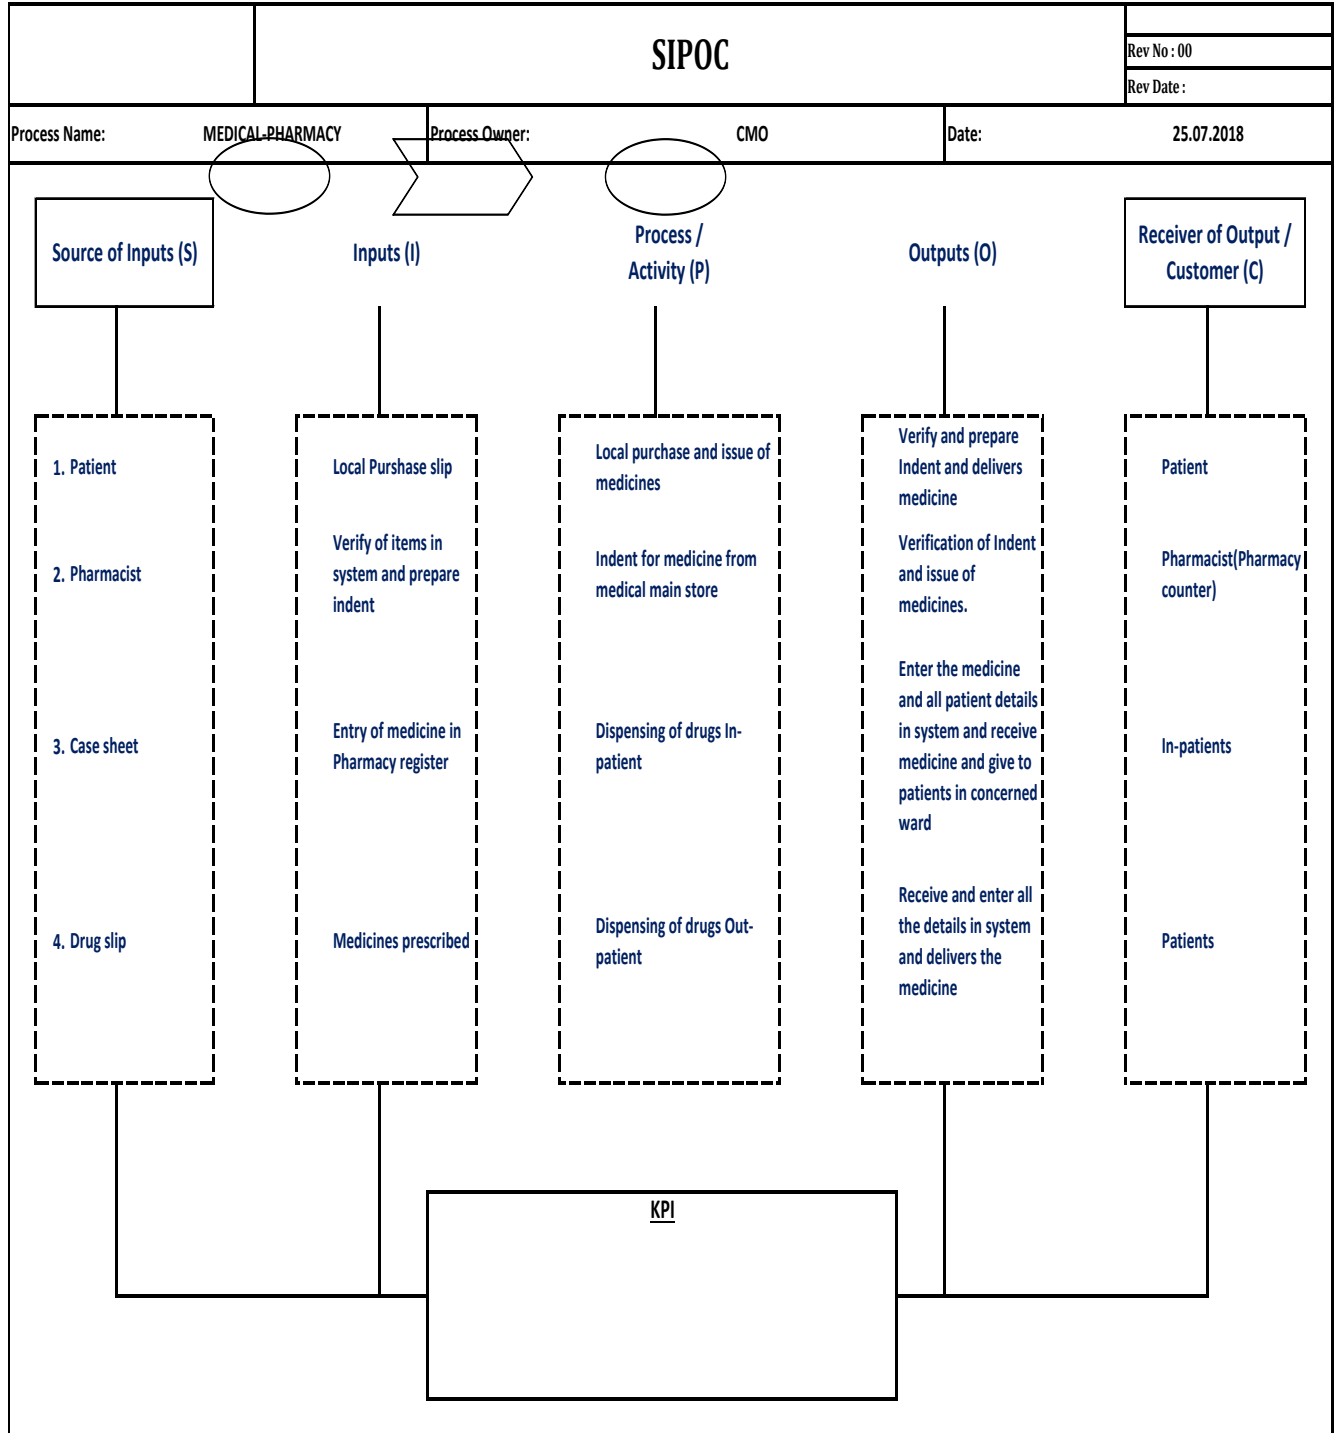 SIPOC
Rev No : 00
Rev Date :
Process Name: MEDICAL-PHARMACY Process Owner: CMO Date: 25.07.2018
Source of Inputs (S)
Inputs (I)
Process /
Activity (P)
Outputs (O)
Receiver of Output /
Customer (C)
1. Patient
Local Purshase slip
Local purchase and issue of
medicines
Verify and prepare
Indent and delivers
medicine
Patient
2. Pharmacist
Verify of items in
system and prepare
indent
Indent for medicine from
medical main store
Verification of Indent
and issue of
medicines.
Pharmacist(Pharmacy
counter)
3. Case sheet
Entry of medicine in
Pharmacy register
Dispensing of drugs In-
patient
Enter the medicine
and all patient details
in system and receive
medicine and give to
patients in concerned
ward
In-patients
4. Drug slip
Medicines prescribed
Dispensing of drugs Out-
patient
Receive and enter all
the details in system
and delivers the
medicine
Patients
KPI